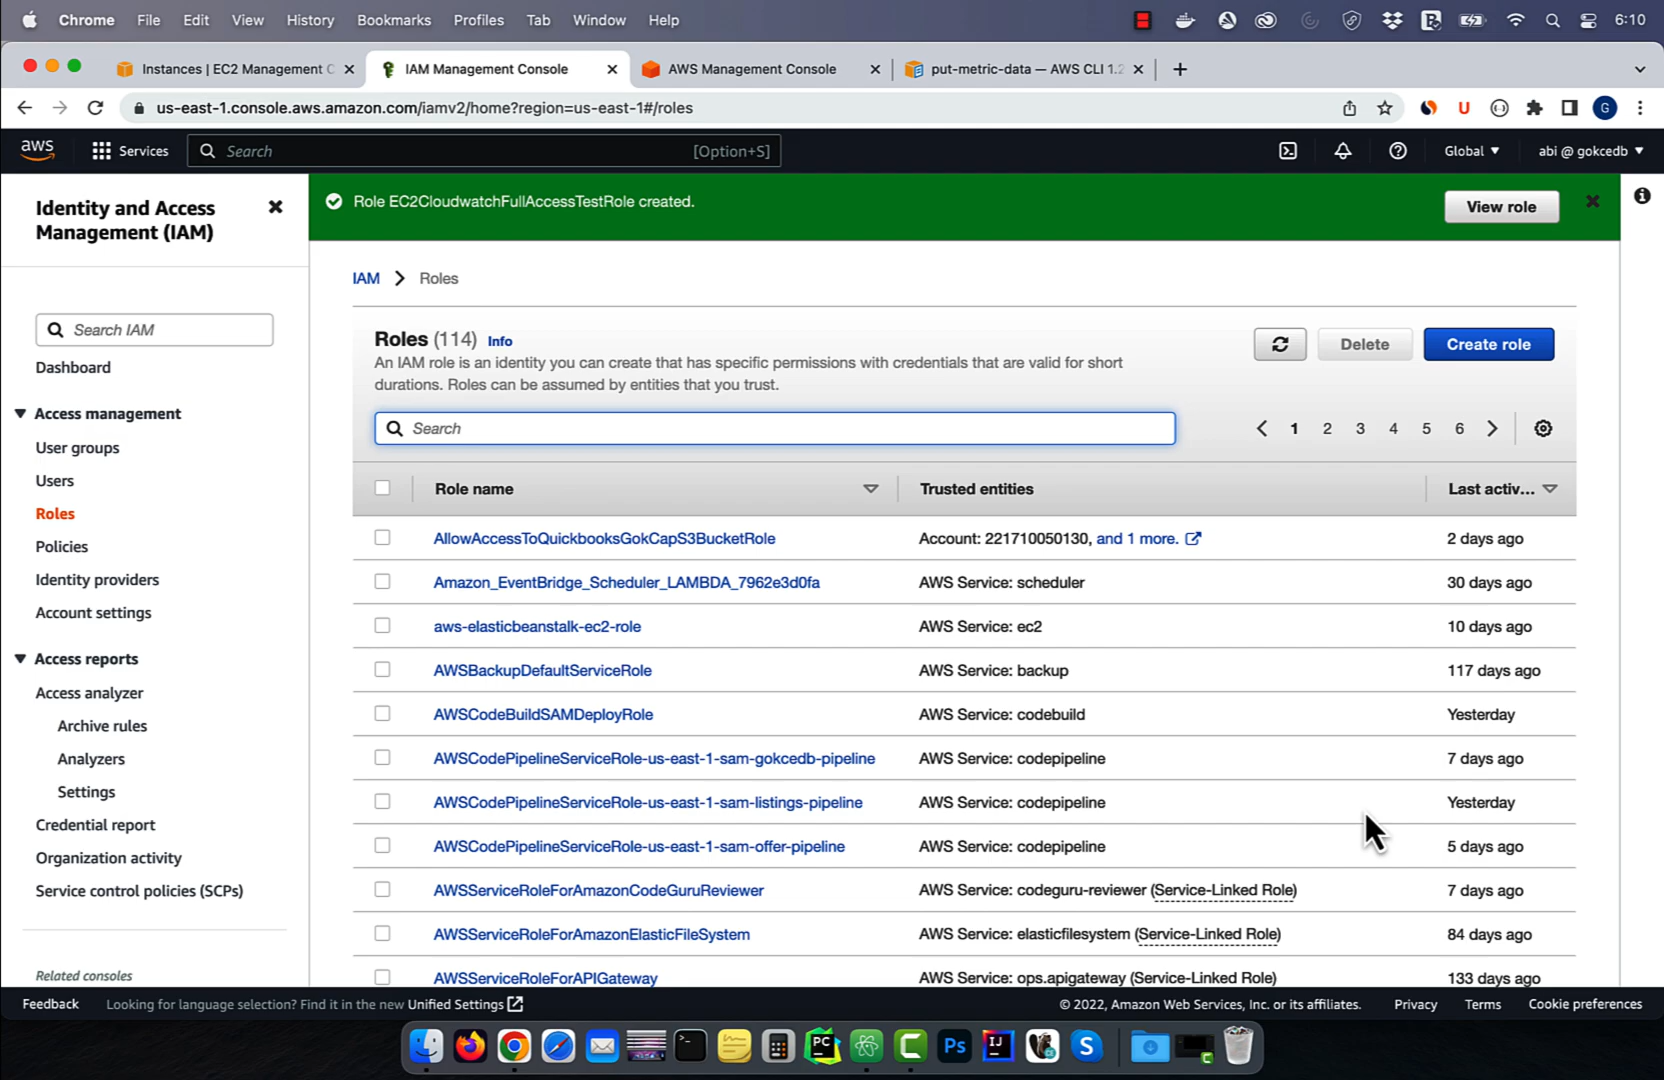 Chrome File Edit View History Bookmarks Profiles Tab Window Help 6:10
Instances | EC2 Management C IAM Management Console AWS Management Console put-metric-data — AWS CLI 1.2
us-east-1.console.aws.amazon.com/iamv2/home?region=us-east-1#/roles U G
aws Services Search [Option+S] Global abi @ gokcedb
Identity and Access Management (IAM)
Role EC2CloudwatchFullAccessTestRole created. View role
IAM > Roles
Search IAM
Roles (114) Info Delete Create role
An IAM role is an identity you can create that has specific permissions with credentials that are valid for short
durations. Roles can be assumed by entities that you trust.
Dashboard
Access management
User groups
Users
Roles
Policies
Identity providers
Account settings
Access reports
Access analyzer
Archive rules
Analyzers
Settings
Credential report
Organization activity
Service control policies (SCPs)
Related consoles
Search 1 2 3 4 5 6
Role name Trusted entities Last activ...
AllowAccessToQuickbooksGokCapS3BucketRole Account: 221710050130, and 1 more. 2 days ago
Amazon_EventBridge_Scheduler_LAMBDA_7962e3d0fa AWS Service: scheduler 30 days ago
aws-elasticbeanstalk-ec2-role AWS Service: ec2 10 days ago
AWSBackupDefaultServiceRole AWS Service: backup 117 days ago
AWSCodeBuildSAMDeployRole AWS Service: codebuild Yesterday
AWSCodePipelineServiceRole-us-east-1-sam-gokcedb-pipeline AWS Service: codepipeline 7 days ago
AWSCodePipelineServiceRole-us-east-1-sam-listings-pipeline AWS Service: codepipeline Yesterday
AWSCodePipelineServiceRole-us-east-1-sam-offer-pipeline AWS Service: codepipeline 5 days ago
AWSServiceRoleForAmazonCodeGuruReviewer AWS Service: codeguru-reviewer (Service-Linked Role) 7 days ago
AWSServiceRoleForAmazonElasticFileSystem AWS Service: elasticfilesystem (Service-Linked Role) 84 days ago
AWSServiceRoleForAPIGateway AWS Service: ops.apigateway (Service-Linked Role) 133 days ago
Feedback Looking for language selection? Find it in the new Unified Settings © 2022, Amazon Web Services, Inc. or its affiliates. Privacy Terms Cookie preferences
PC Ps IJ